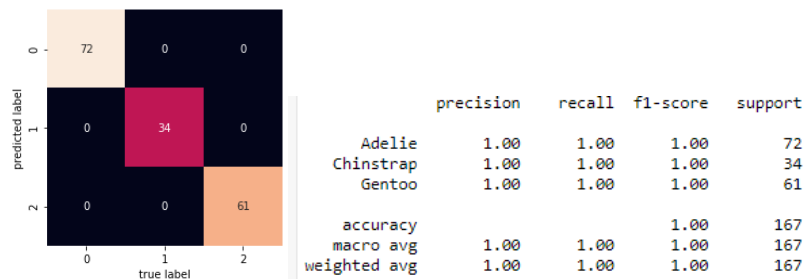 0 72 0 0
predicted label
1 0 34 0
2 0 0 61
0 1 2
true label
precision recall f1-score support
Adelie 1.00 1.00 1.00 72
Chinstrap 1.00 1.00 1.00 34
Gentoo 1.00 1.00 1.00 61
accuracy 1.00 167
macro avg 1.00 1.00 1.00 167
weighted avg 1.00 1.00 1.00 167